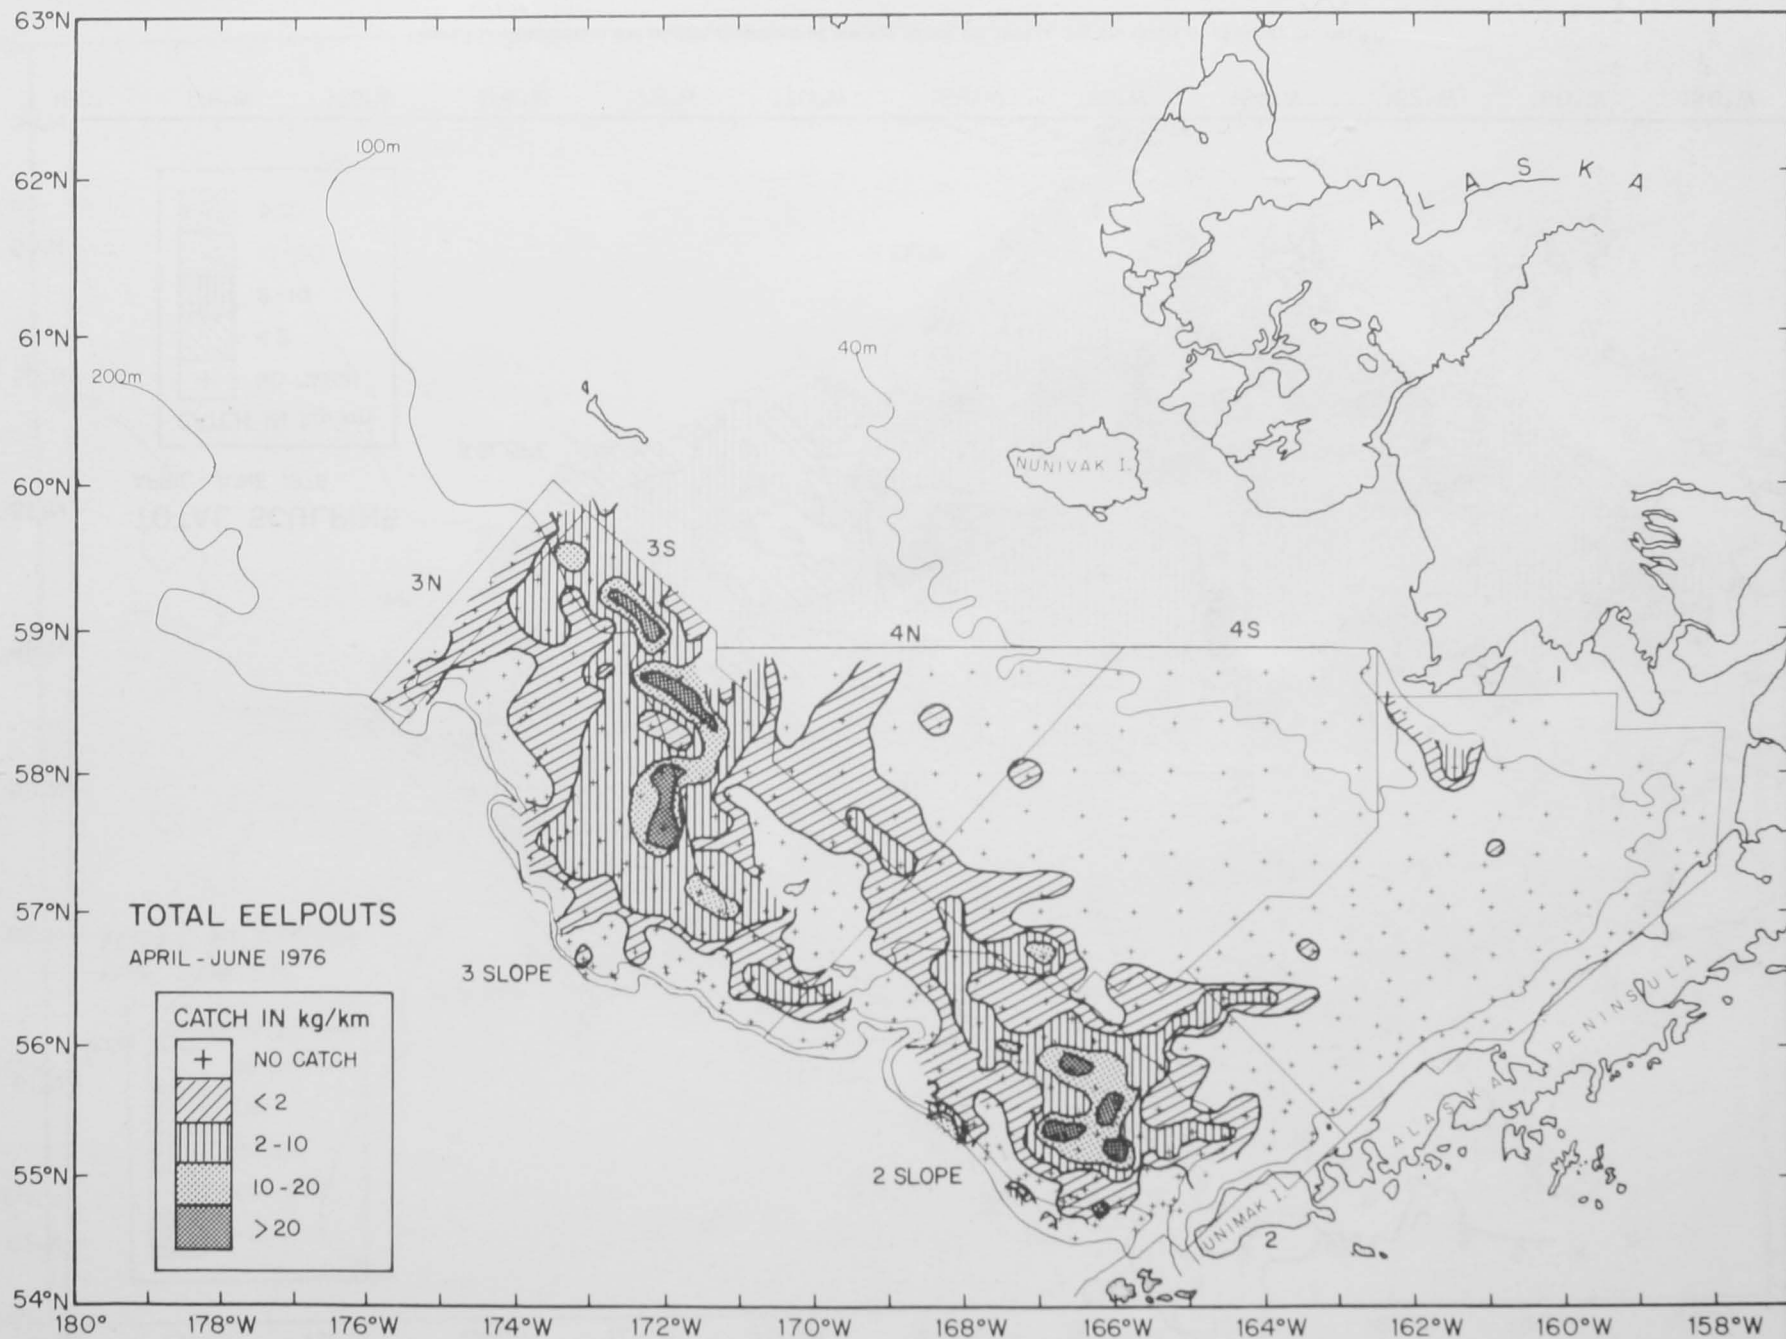 63°N
62°N
61°N
60°N
59°N
58°N
57°N
56°N
55°N
54°N
180°
178°W
176°W
174°W
172°W
170°W
168°W
166°W
164°W
162°W
160°W
158°W
100m
200m
40m
ALASKA
NUNIVAK I.
3N
3S
4N
4S
1
3 SLOPE
2 SLOPE
2
UNIMAK I.
ALASKA PENINSULA
TOTAL EELPOUTS
APRIL - JUNE 1976
CATCH IN kg/km
+ NO CATCH
<2
2-10
10-20
>20